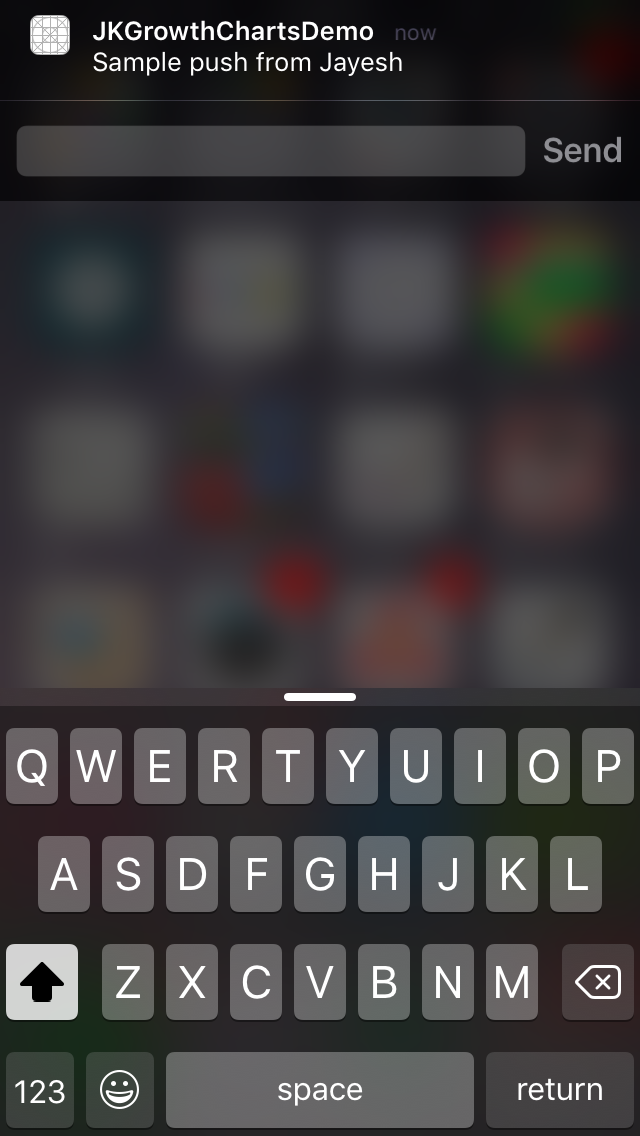 JKGrowthChartsDemo now
Sample push from Jayesh
Send
Q W E R T Y U I O P
A S D F G H J K L
Z X C V B N M
123 space return